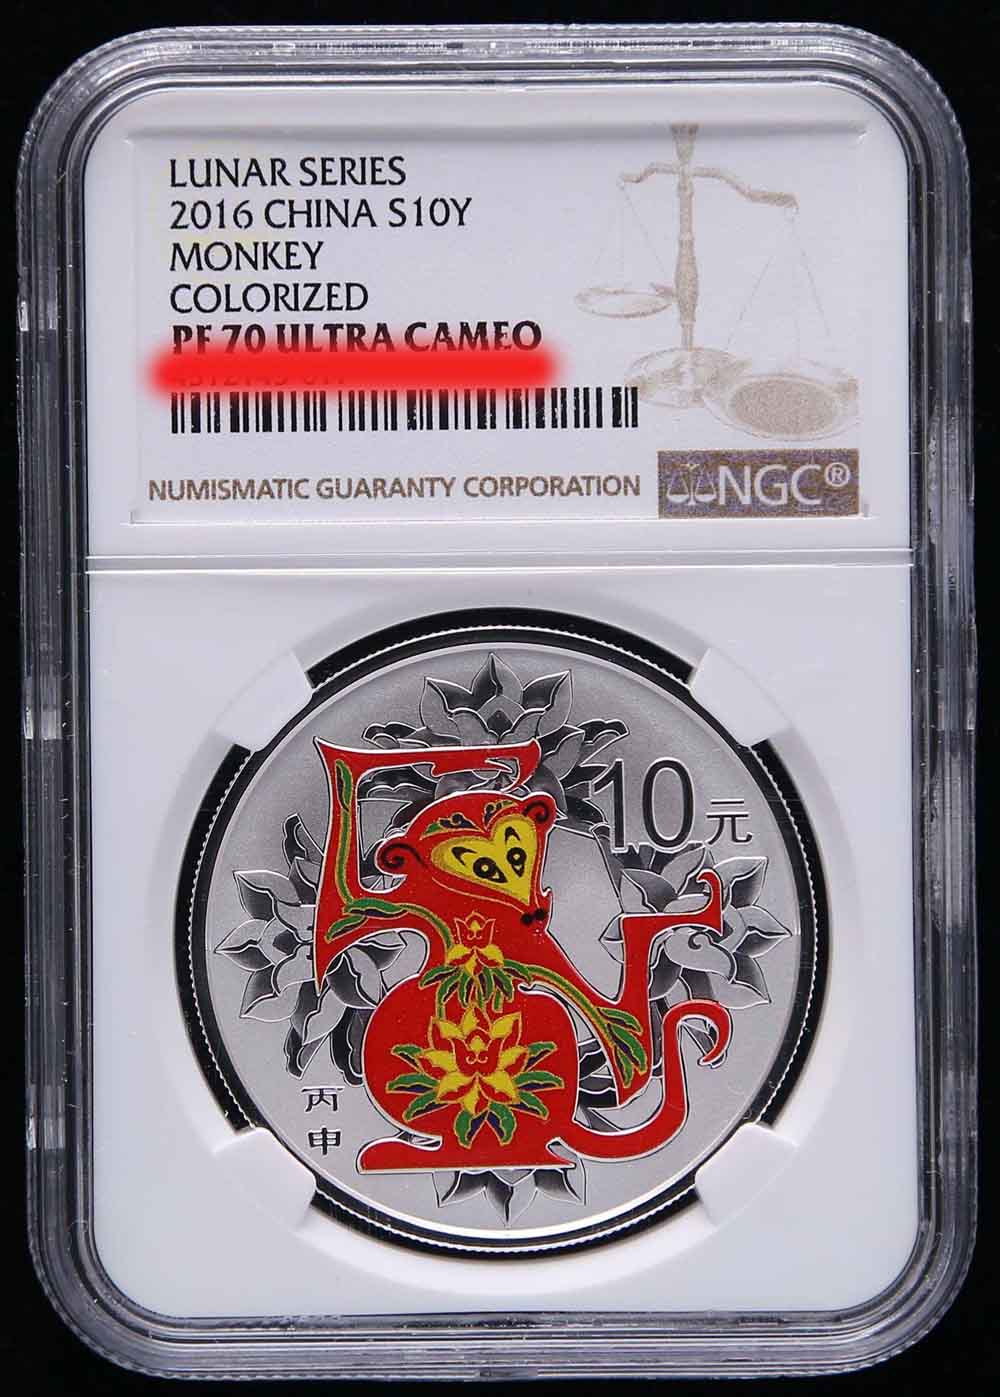 LUNAR SERIES
2016 CHINA S10Y
MONKEY
COLORIZED
PF 70 ULTRA CAMEO
NUMISMATIC GUARANTY CORPORATION
NGC®
10元
丙
申